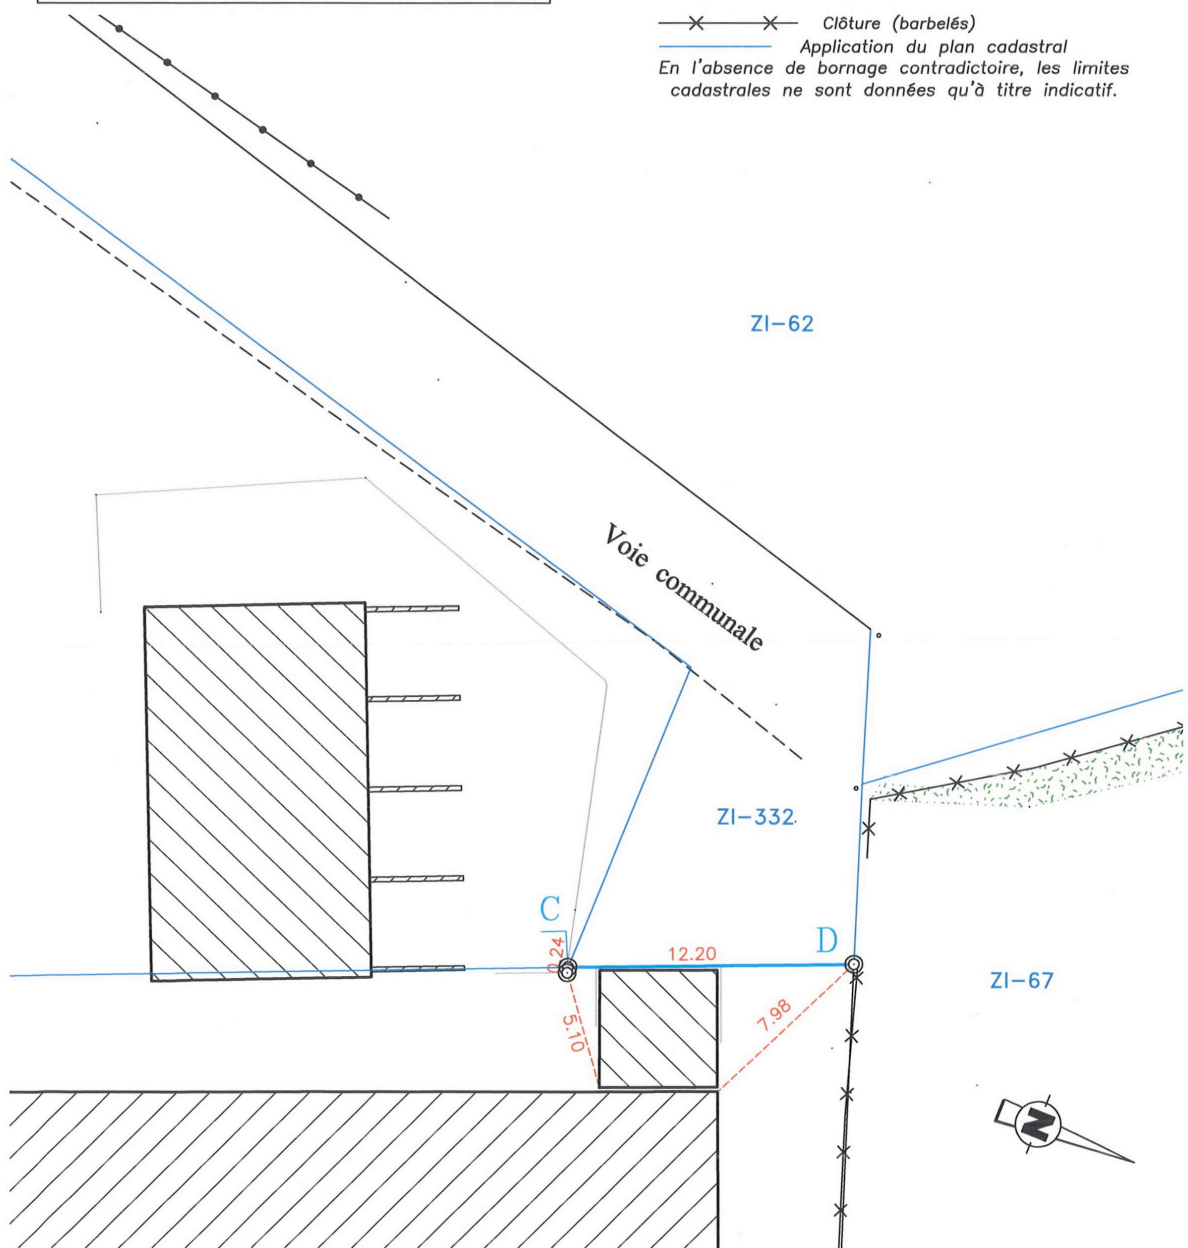 Clôture (barbelés)
Application du plan cadastral
En l'absence de bornage contradictoire, les limites
cadastrales ne sont données qu'à titre indicatif.
ZI-62
Voie communale
ZI-332
C
D
0.24
12.20
5.10
7.98
ZI-67
N